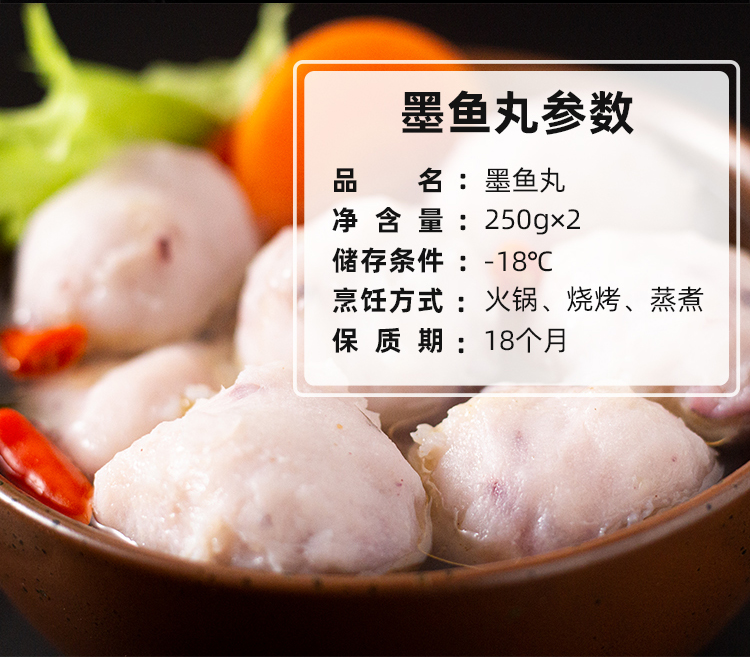 墨鱼丸参数
品名：墨鱼丸
净含量：250g×2
储存条件：-18℃
烹饪方式：火锅、烧烤、蒸煮
保质期：18个月